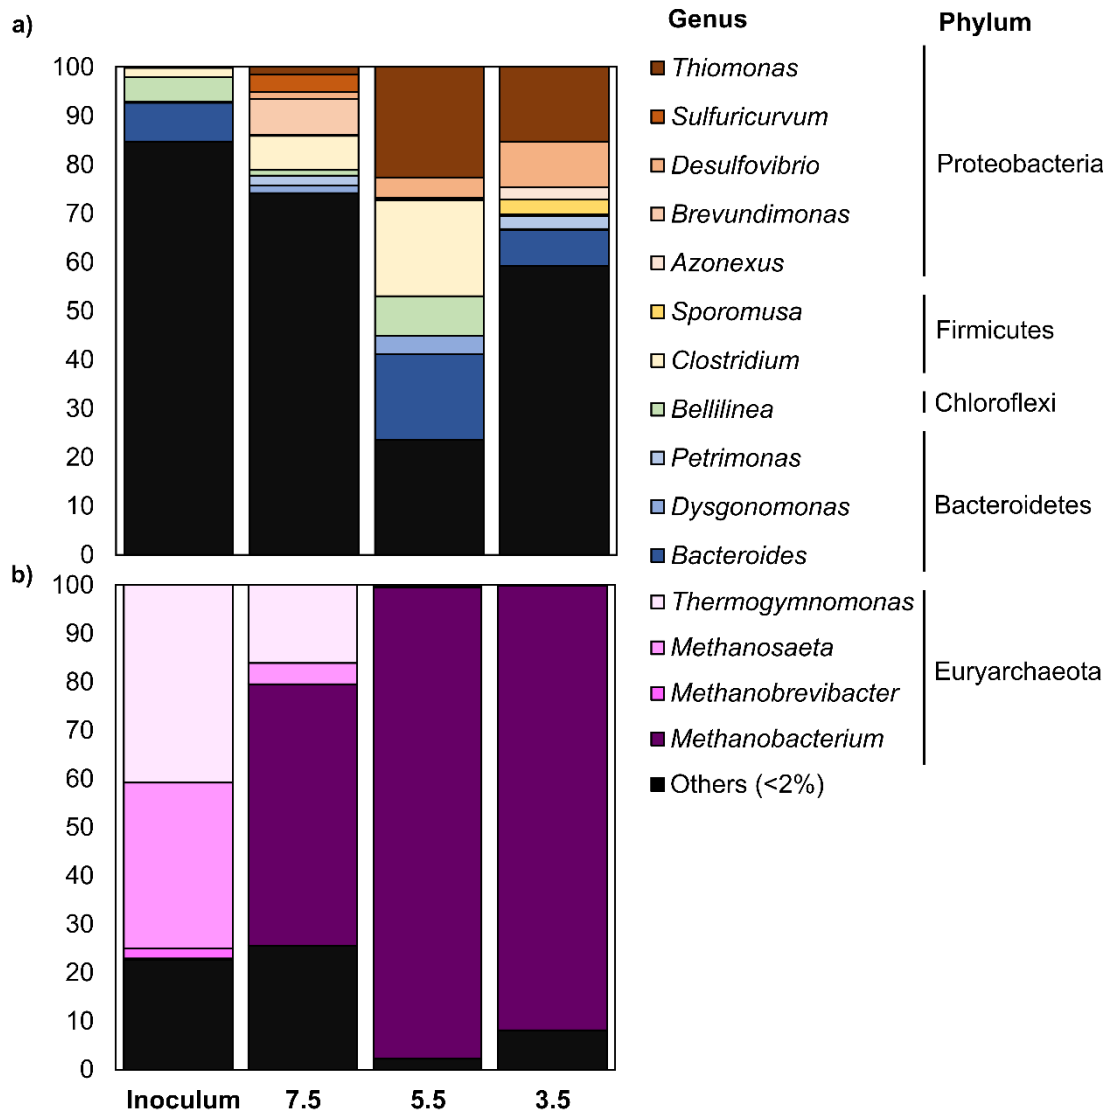 a)
Genus
Phylum
100
90
80
70
60
50
40
30
20
10
0
Thiomonas
Sulfuricurvum
Desulfovibrio
Brevundimonas
Azonexus
Proteobacteria
Sporomusa
Clostridium
Firmicutes
Bellilinea
Chloroflexi
Petrimonas
Dysgonomonas
Bacteroides
Bacteroidetes
b)
100
90
80
70
60
50
40
30
20
10
0
Thermogymnomonas
Methanosaeta
Methanobrevibacter
Methanobacterium
Euryarchaeota
Others (<2%)
Inoculum 7.5 5.5 3.5